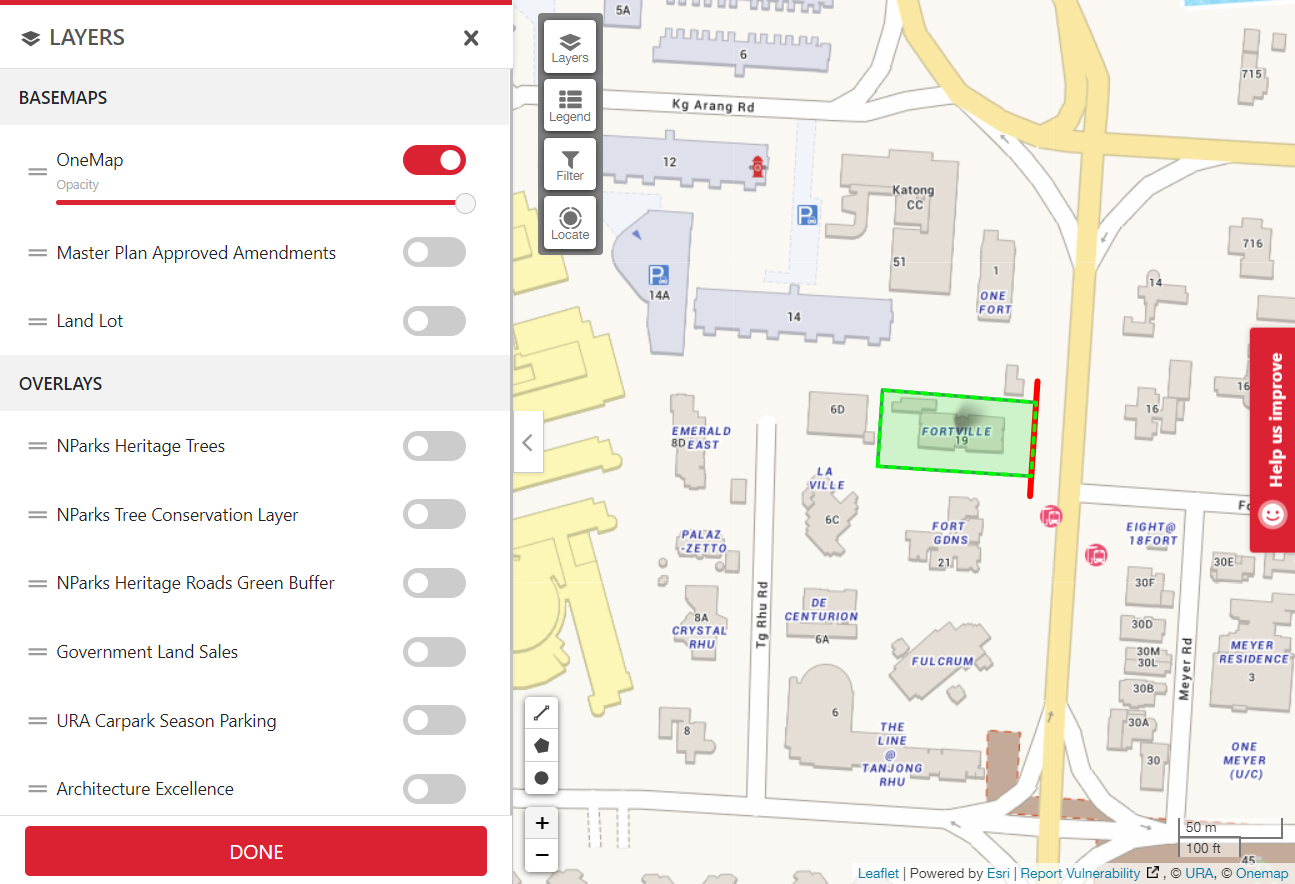 LAYERS
BASEMAPS
OneMap
Opacity
Master Plan Approved Amendments
Land Lot
OVERLAYS
NParks Heritage Trees
NParks Tree Conservation Layer
NParks Heritage Roads Green Buffer
Government Land Sales
URA Carpark Season Parking
Architecture Excellence
DONE
Layers
Legend
Filter
Locate
5A
6
715
Kg Arang Rd
12
Katong
CC
51
716
1
ONE
FORT
14
14A
14
16
16
6D
FORTVILLE
19
EMERALD
8D EAST
LA
VILLE
6C
FORT
GDNS
21
PALAZ
-ZETTO
EIGHT@
18FORT
30E
30F
Tg Rhu Rd
8A
CRYSTAL
RHU
DE
CENTURION
6A
FULCRUM
30D
30M
30L
30B
30A
30
Meyer Rd
MEYER
RESIDENCE
3
6
8
THE
LINE
@
TANJONG
RHU
ONE
MEYER
(U/C)
Help us improve
+
−
50 m
100 ft
45
Leaflet | Powered by Esri | Report Vulnerability , © URA, © Onemap